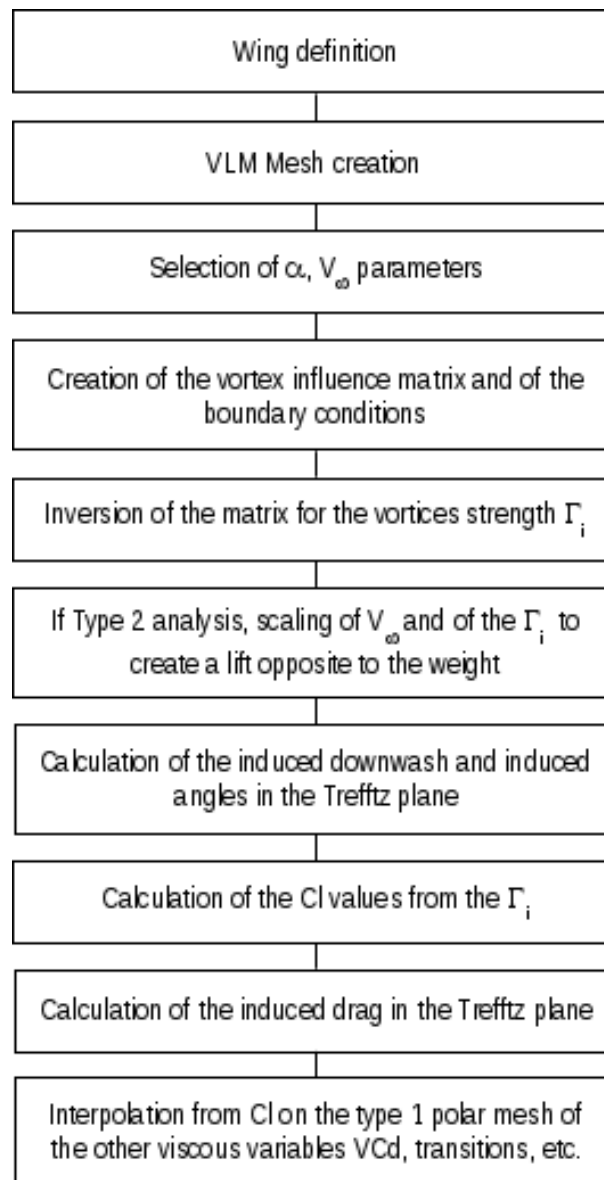 Wing definition
VLM Mesh creation
Selection of α, V∞ parameters
Creation of the vortex influence matrix and of the
boundary conditions
Inversion of the matrix for the vortices strength Γi
If Type 2 analysis, scaling of V∞ and of the Γi to
create a lift opposite to the weight
Calculation of the induced downwash and induced
angles in the Trefftz plane
Calculation of the Cl values from the Γi
Calculation of the induced drag in the Trefftz plane
Interpolation from Cl on the type 1 polar mesh of
the other viscous variables VCd, transitions, etc.